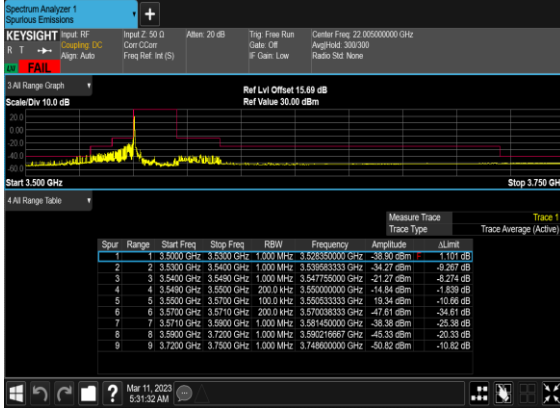 Spectrum Analyzer 1
Spurious Emissions
+
KEYSIGHT Input: RF Input Z: 50 Ω Atten: 20 dB Trig: Free Run Center Freq: 22.005000000 GHz
R T Coupling: DC Corr CCorr Gate: Off Avg|Hold: 300/300
Align: Auto Freq Ref: Int (S) IF Gain: Low Radio Std: None
FAIL
3 All Range Graph
Ref Lvl Offset 15.69 dB
Scale/Div 10.0 dB Ref Value 30.00 dBm
20.0
0.00
-20.0
-40.0
-60.0
Start 3.500 GHz Stop 3.750 GH
4 All Range Table
Measure Trace Trace 1
Trace Type Trace Average (Active)
Spur Range Start Freq Stop Freq RBW Frequency Amplitude ΔLimit
1 1 3.5000 GHz 3.5300 GHz 1.000 MHz 3.528350000 GHz -38.90 dBm F 1.101 dB
2 2 3.5300 GHz 3.5400 GHz 1.000 MHz 3.539583333 GHz -34.27 dBm -9.267 dB
3 3 3.5400 GHz 3.5490 GHz 1.000 MHz 3.547755000 GHz -21.27 dBm -8.274 dB
4 4 3.5490 GHz 3.5500 GHz 200.0 kHz 3.550000000 GHz -14.84 dBm -1.839 dB
5 5 3.5500 GHz 3.5700 GHz 100.0 kHz 3.550533333 GHz 19.34 dBm -10.66 dB
6 6 3.5700 GHz 3.5710 GHz 200.0 kHz 3.570038333 GHz -47.61 dBm -34.61 dB
7 7 3.5710 GHz 3.5900 GHz 1.000 MHz 3.581450000 GHz -38.38 dBm -25.38 dB
8 8 3.5900 GHz 3.7200 GHz 1.000 MHz 3.590216667 GHz -45.33 dBm -20.33 dB
9 9 3.7200 GHz 3.7500 GHz 1.000 MHz 3.748600000 GHz -50.82 dBm -10.82 dB
? Mar 11, 2023
5:31:32 AM